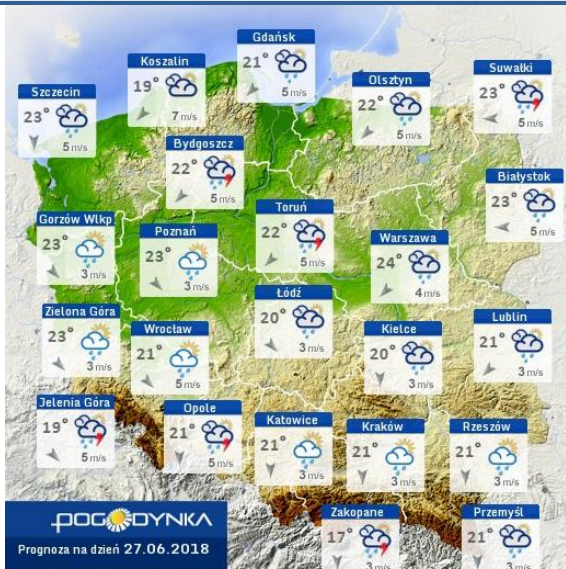 Gdańsk
21°
5 m/s
Koszalin
19°
7 m/s
Suwałki
23°
5 m/s
Olsztyn
22°
5 m/s
Szczecin
23°
5 m/s
Bydgoszcz
22°
5 m/s
Białystok
23°
5 m/s
Toruń
22°
5 m/s
Gorzów Wlkp
23°
3 m/s
Poznań
23°
3 m/s
Warszawa
24°
4 m/s
Łódź
20°
3 m/s
Zielona Góra
23°
3 m/s
Wrocław
21°
5 m/s
Kielce
20°
3 m/s
Lublin
21°
3 m/s
Jelenia Góra
19°
5 m/s
Opole
21°
5 m/s
Katowice
21°
3 m/s
Kraków
21°
3 m/s
Rzeszów
21°
3 m/s
Zakopane
17°
3 m/s
Przemyśl
21°
3 m/s
POGODYNKA
Prognoza na dzień 27.06.2018